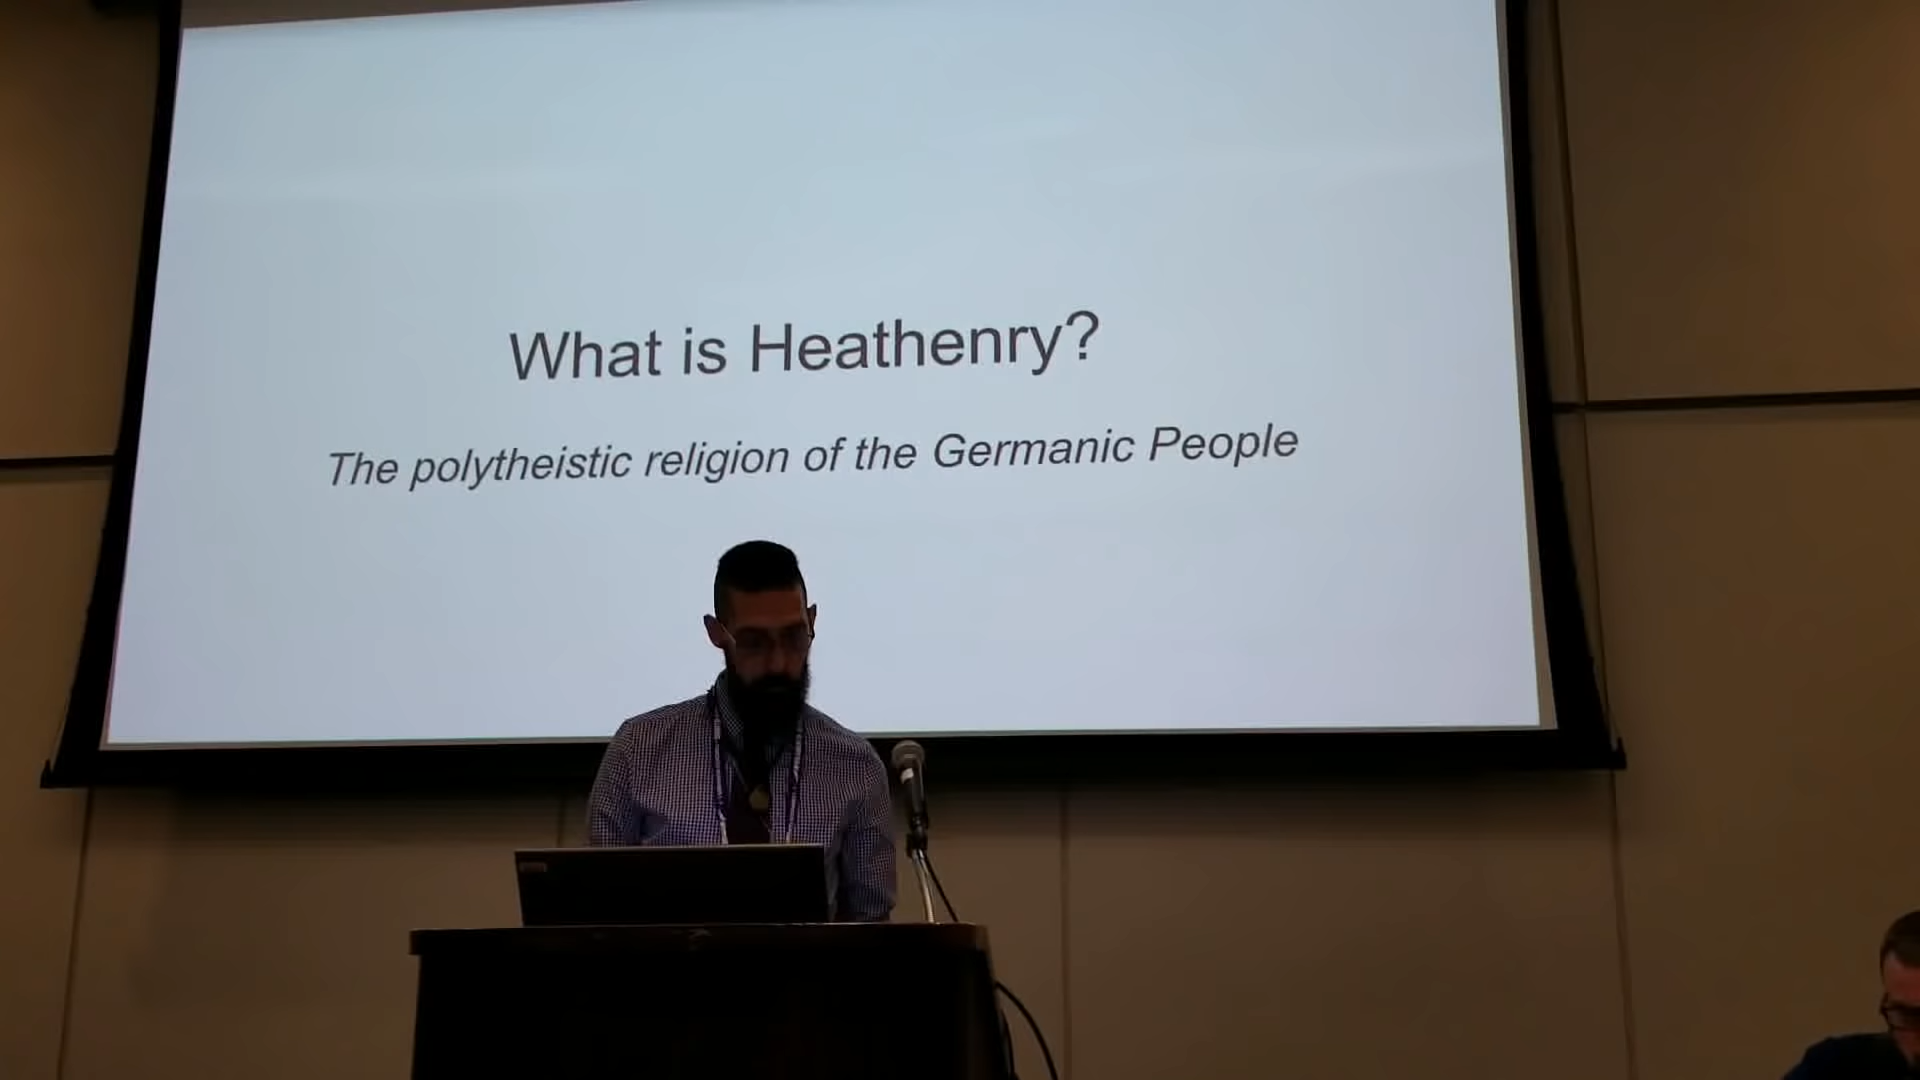 What is Heathenry?
The polytheistic religion of the Germanic People